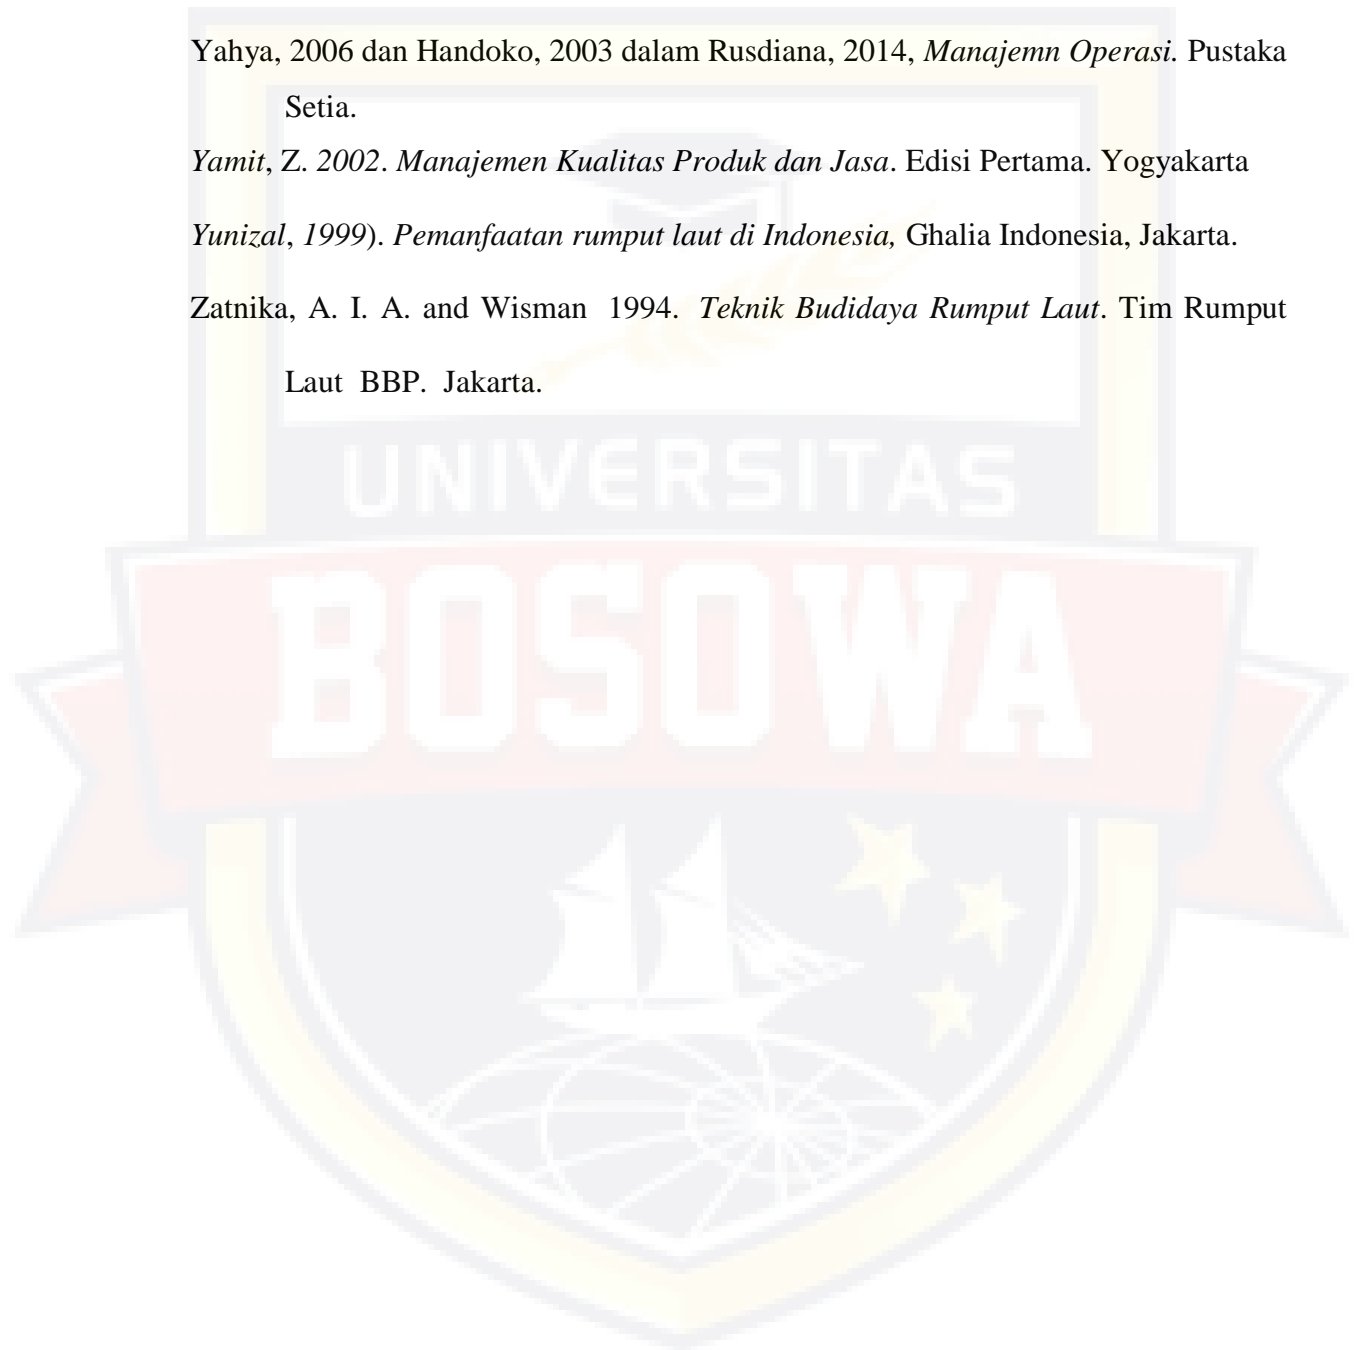 Yahya, 2006 dan Handoko, 2003 dalam Rusdiana, 2014, Manajemn Operasi. Pustaka
Setia.
Yamit, Z. 2002. Manajemen Kualitas Produk dan Jasa. Edisi Pertama. Yogyakarta
Yunizal, 1999). Pemanfaatan rumput laut di Indonesia, Ghalia Indonesia, Jakarta.
Zatnika, A. I. A. and Wisman 1994. Teknik Budidaya Rumput Laut. Tim Rumput
Laut BBP. Jakarta.
UNIVERSITAS
BOSOWA